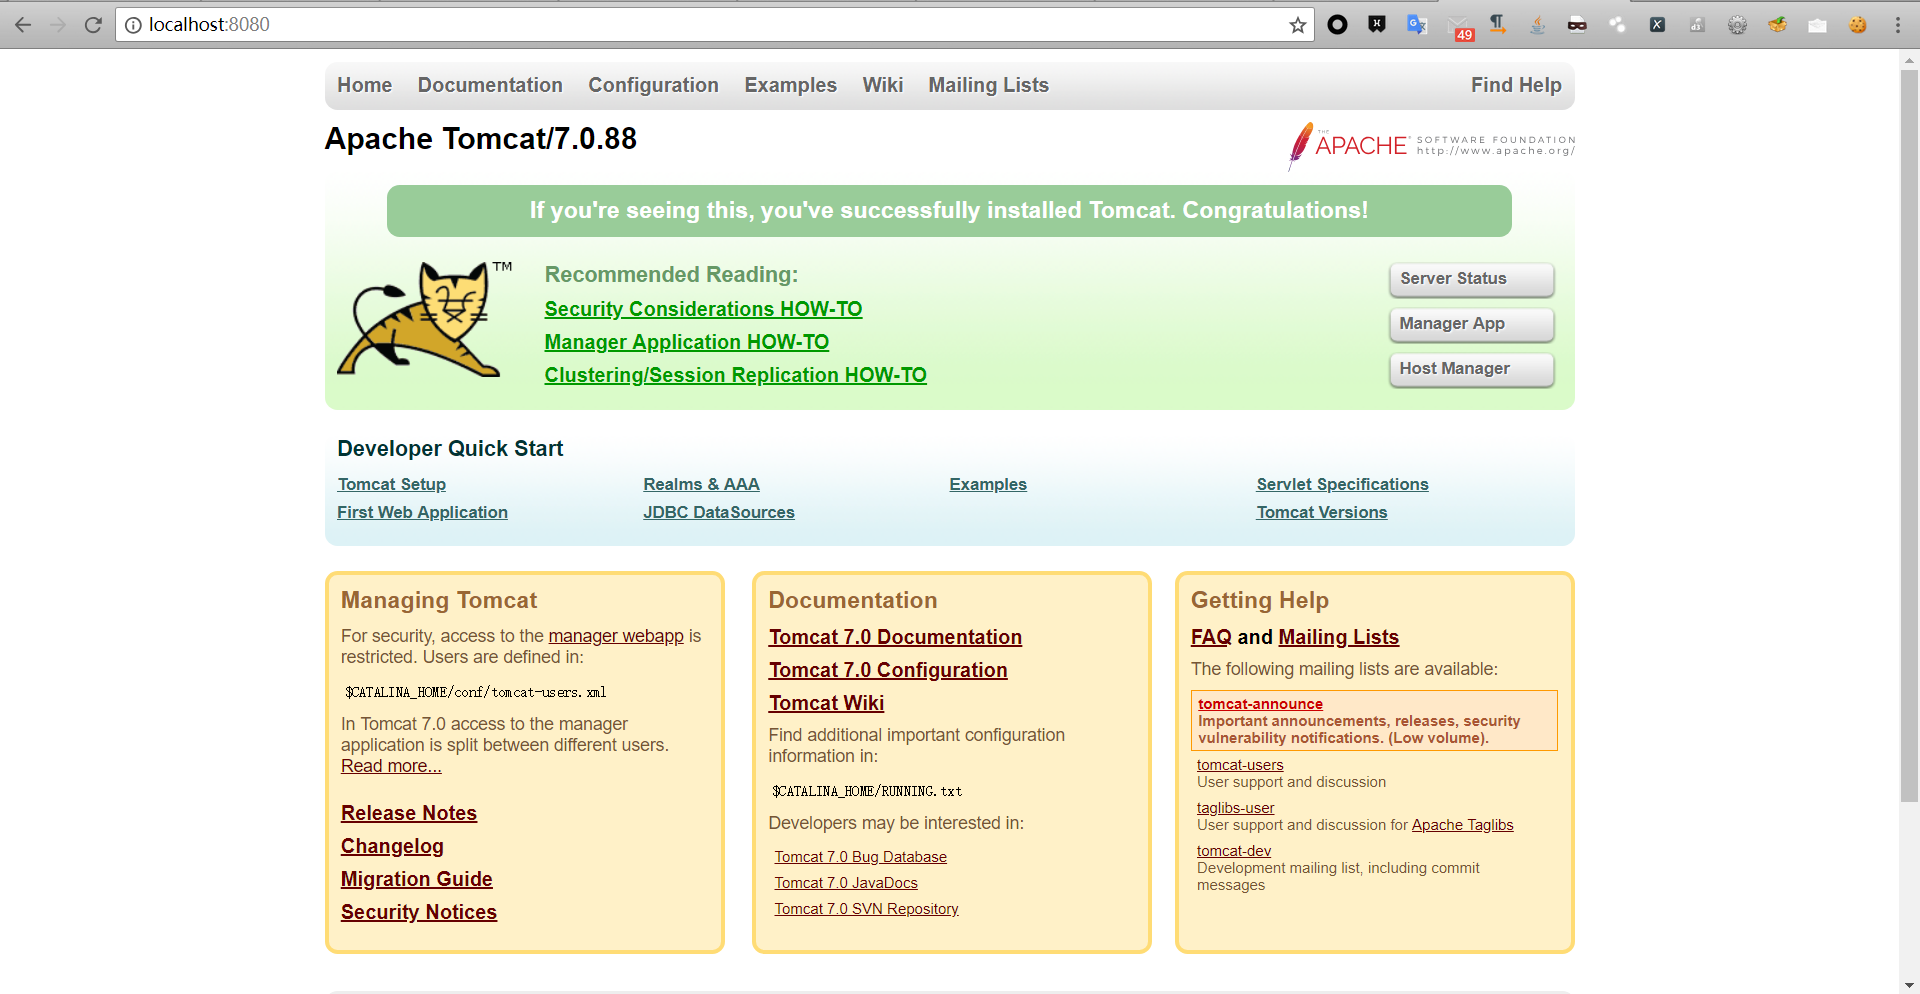 localhost:8080
49
Home Documentation Configuration Examples Wiki Mailing Lists Find Help
Apache Tomcat/7.0.88
THE APACHE SOFTWARE FOUNDATION
http://www.apache.org/
If you're seeing this, you've successfully installed Tomcat. Congratulations!
TM
Recommended Reading:
Security Considerations HOW-TO
Manager Application HOW-TO
Clustering/Session Replication HOW-TO
Server Status
Manager App
Host Manager
Developer Quick Start
Tomcat Setup
First Web Application
Realms & AAA
JDBC DataSources
Examples
Servlet Specifications
Tomcat Versions
Managing Tomcat
For security, access to the manager webapp is
restricted. Users are defined in:
$CATALINA_HOME/conf/tomcat-users.xml
In Tomcat 7.0 access to the manager
application is split between different users.
Read more...
Release Notes
Changelog
Migration Guide
Security Notices
Documentation
Tomcat 7.0 Documentation
Tomcat 7.0 Configuration
Tomcat Wiki
Find additional important configuration
information in:
$CATALINA_HOME/RUNNING.txt
Developers may be interested in:
Tomcat 7.0 Bug Database
Tomcat 7.0 JavaDocs
Tomcat 7.0 SVN Repository
Getting Help
FAQ and Mailing Lists
The following mailing lists are available:
tomcat-announce
Important announcements, releases, security
vulnerability notifications. (Low volume).
tomcat-users
User support and discussion
taglibs-user
User support and discussion for Apache Taglibs
tomcat-dev
Development mailing list, including commit
messages